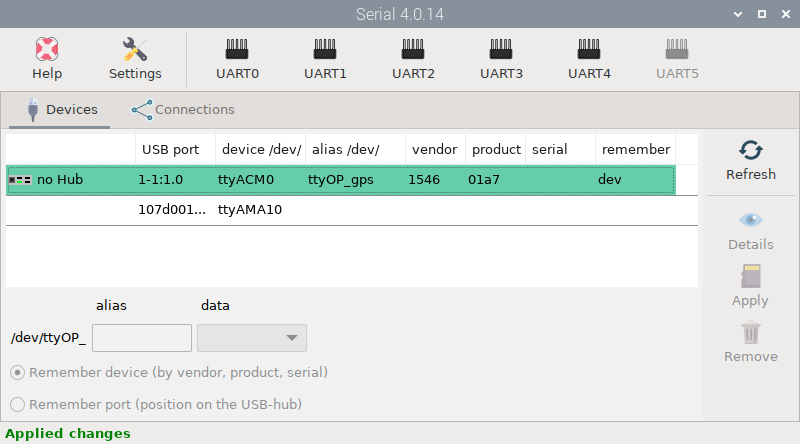 Serial 4.0.14
Help Settings UART0 UART1 UART2 UART3 UART4 UART5
Devices Connections
USB port device /dev/ alias /dev/ vendor product serial remember
no Hub 1-1:1.0 ttyACM0 ttyOP_gps 1546 01a7 dev
107d001... ttyAMA10
Refresh
Details
Apply
Remove
alias data
/dev/ttyOP_
Remember device (by vendor, product, serial)
Remember port (position on the USB-hub)
Applied changes